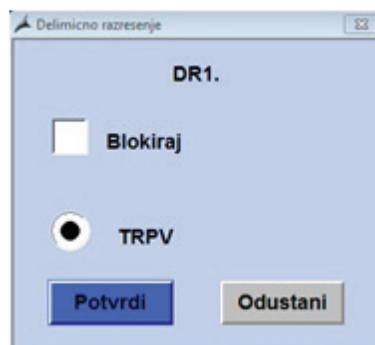 Delimicno razresenje
DR1.
Blokiraj
TRPV
Potvrdi Odustani